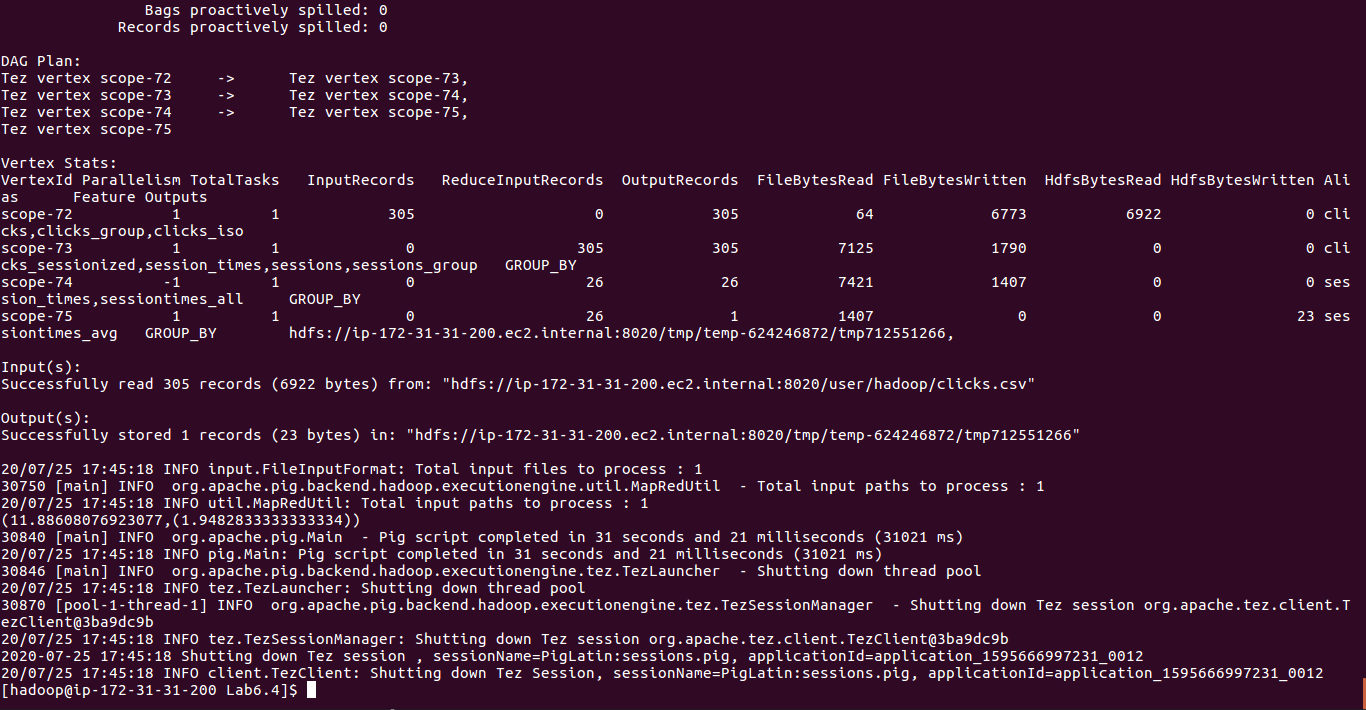 Bags proactively spilled: 0
             Records proactively spilled: 0

DAG Plan:
Tez vertex scope-72     ->      Tez vertex scope-73,
Tez vertex scope-73     ->      Tez vertex scope-74,
Tez vertex scope-74     ->      Tez vertex scope-75,
Tez vertex scope-75

Vertex Stats:
VertexId Parallelism TotalTasks   InputRecords   ReduceInputRecords  OutputRecords  FileBytesRead FileBytesWritten  HdfsBytesRead HdfsBytesWritten Ali
as      Feature Outputs
scope-72           1          1            305                    0            305             64             6773           6922                0 cli
cks,clicks_group,clicks_iso
scope-73           1          1              0                  305            305           7125             1790              0                0 cli
cks_sessionized,session_times,sessions,sessions_group   GROUP_BY
scope-74          -1          1              0                   26             26           7421             1407              0                0 ses
sion_times,sessiontimes_all     GROUP_BY
scope-75           1          1              0                   26              1           1407                0              0               23 ses
siontimes_avg   GROUP_BY        hdfs://ip-172-31-31-200.ec2.internal:8020/tmp/temp-624246872/tmp712551266,

Input(s):
Successfully read 305 records (6922 bytes) from: "hdfs://ip-172-31-31-200.ec2.internal:8020/user/hadoop/clicks.csv"

Output(s):
Successfully stored 1 records (23 bytes) in: "hdfs://ip-172-31-31-200.ec2.internal:8020/tmp/temp-624246872/tmp712551266"

20/07/25 17:45:18 INFO input.FileInputFormat: Total input files to process : 1
30750 [main] INFO  org.apache.pig.backend.hadoop.executionengine.util.MapRedUtil  - Total input paths to process : 1
20/07/25 17:45:18 INFO util.MapRedUtil: Total input paths to process : 1
(11.88608076923077,(1.9482833333333334))
30840 [main] INFO  org.apache.pig.Main  - Pig script completed in 31 seconds and 21 milliseconds (31021 ms)
20/07/25 17:45:18 INFO pig.Main: Pig script completed in 31 seconds and 21 milliseconds (31021 ms)
30846 [main] INFO  org.apache.pig.backend.hadoop.executionengine.tez.TezLauncher  - Shutting down thread pool
20/07/25 17:45:18 INFO tez.TezLauncher: Shutting down thread pool
30870 [pool-1-thread-1] INFO  org.apache.pig.backend.hadoop.executionengine.tez.TezSessionManager  - Shutting down Tez session org.apache.tez.client.T
ezClient@3ba9dc9b
20/07/25 17:45:18 INFO tez.TezSessionManager: Shutting down Tez session org.apache.tez.client.TezClient@3ba9dc9b
2020-07-25 17:45:18 Shutting down Tez session , sessionName=PigLatin:sessions.pig, applicationId=application_1595666997231_0012
20/07/25 17:45:18 INFO client.TezClient: Shutting down Tez Session, sessionName=PigLatin:sessions.pig, applicationId=application_1595666997231_0012
[hadoop@ip-172-31-31-200 Lab6.4]$